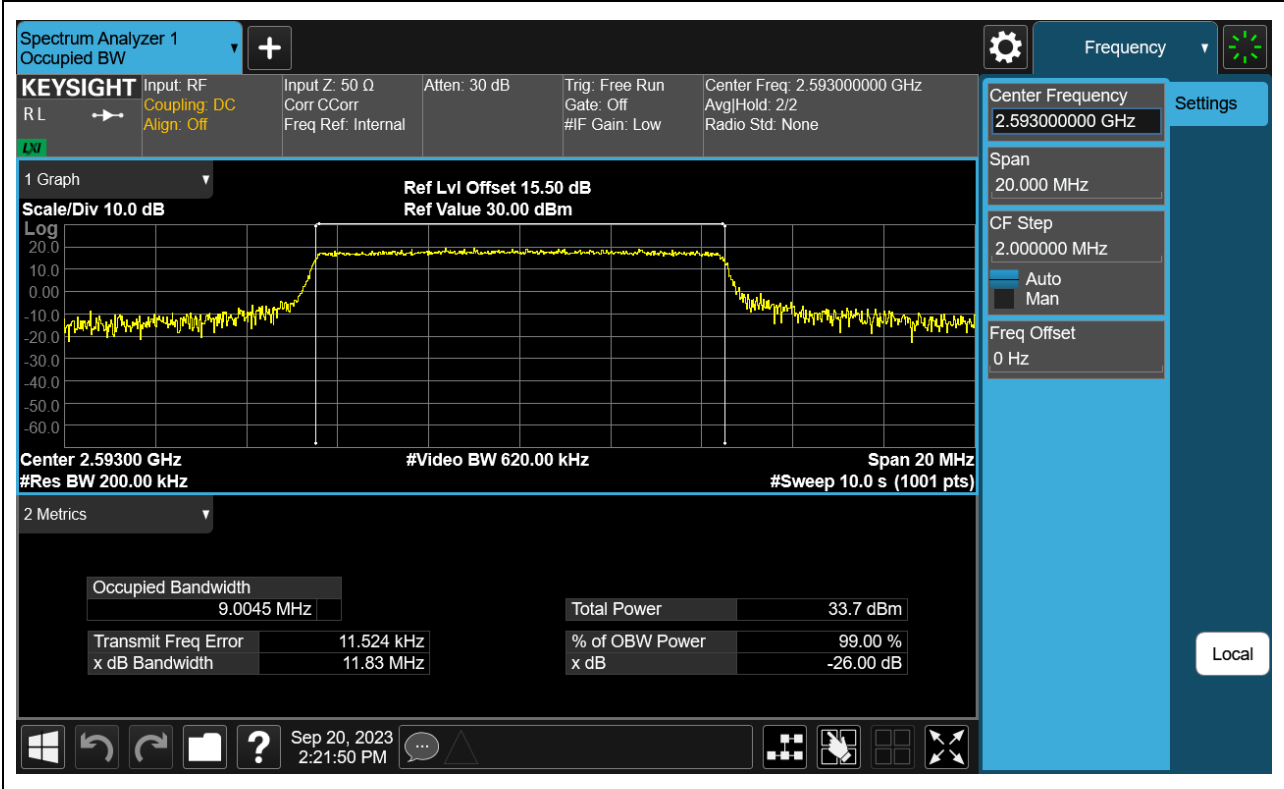 Spectrum Analyzer 1
Occupied BW
+
Frequency
KEYSIGHT
R L
LXI
Input: RF
Coupling: DC
Align: Off
Input Z: 50 Ω
Corr CCorr
Freq Ref: Internal
Atten: 30 dB
Trig: Free Run
Gate: Off
#IF Gain: Low
Center Freq: 2.593000000 GHz
Avg|Hold: 2/2
Radio Std: None
Center Frequency
2.593000000 GHz
Settings
Span
20.000 MHz
CF Step
2.000000 MHz
Auto
Man
Freq Offset
0 Hz
Local
1 Graph
Scale/Div 10.0 dB
Ref Lvl Offset 15.50 dB
Ref Value 30.00 dBm
Log
20.0
10.0
0.00
-10.0
-20.0
-30.0
-40.0
-50.0
-60.0
Center 2.59300 GHz
#Video BW 620.00 kHz
Span 20 MHz
#Res BW 200.00 kHz
#Sweep 10.0 s (1001 pts)
2 Metrics
Occupied Bandwidth
9.0045 MHz
Total Power 33.7 dBm
Transmit Freq Error 11.524 kHz
% of OBW Power 99.00 %
x dB Bandwidth 11.83 MHz
x dB -26.00 dB
?
Sep 20, 2023
2:21:50 PM